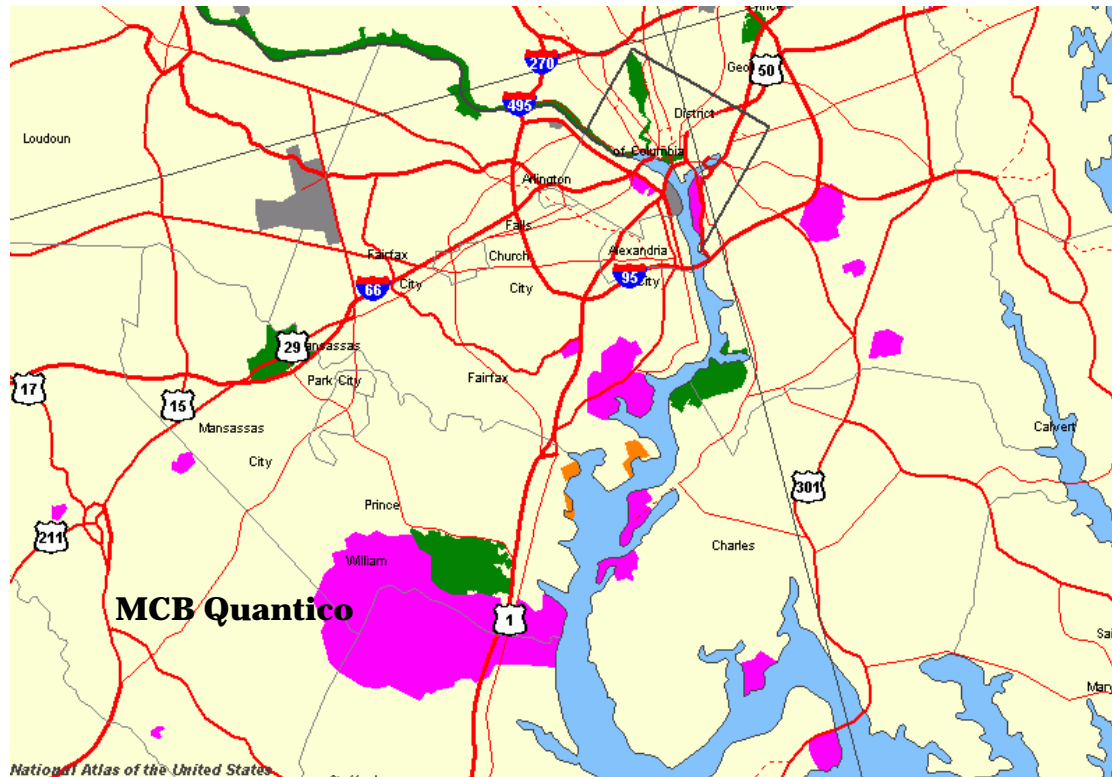 Prince
270
Geo
50
495
District
Loudoun
of Columbia
Arlington
Falls
Fairfax
Church
Alexandria
City
City
City
95
66
29
anassas
Park City
Fairfax
17
15
Mansassas
City
Calvert
301
Prince
211
Charles
William
MCB Quantico
1
Sai
Mary
National Atlas of the United States